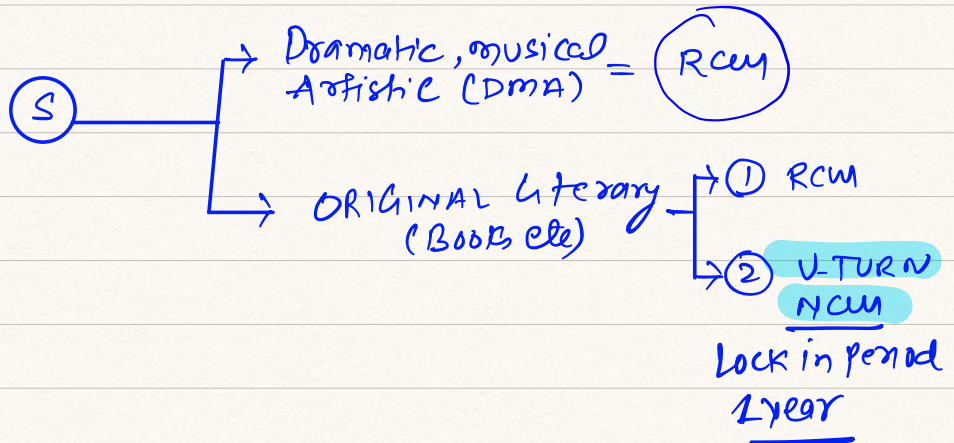 S
Dramatic, musical
Artistic (DMA) = RCM
ORIGINAL Literary
(Books etc)
① RCM
② U-TURN
NCM
Lock in period
1 year